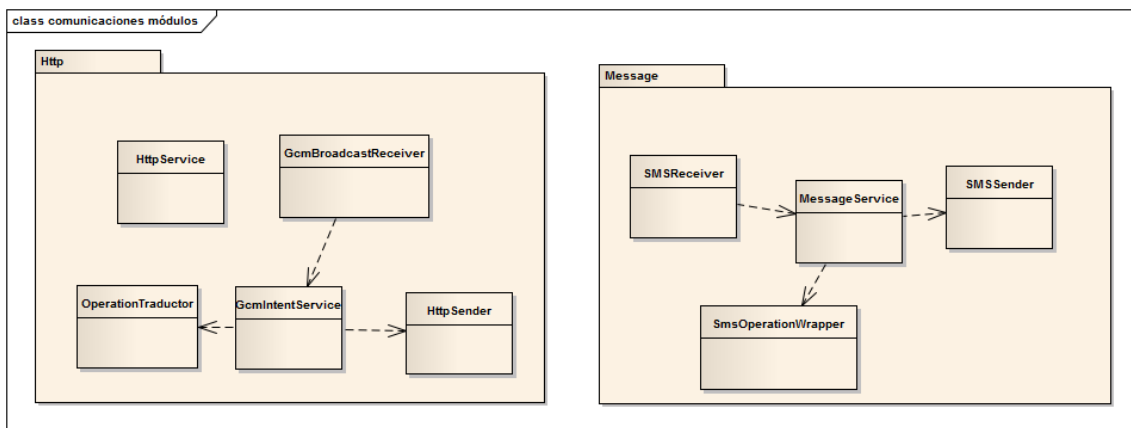 class comunicaciones módulos
Http
HttpService
GcmBroadcastReceiver
OperationTraductor
GcmIntentService
HttpSender
Message
SMSReceiver
MessageService
SMSSender
SmsOperationWrapper